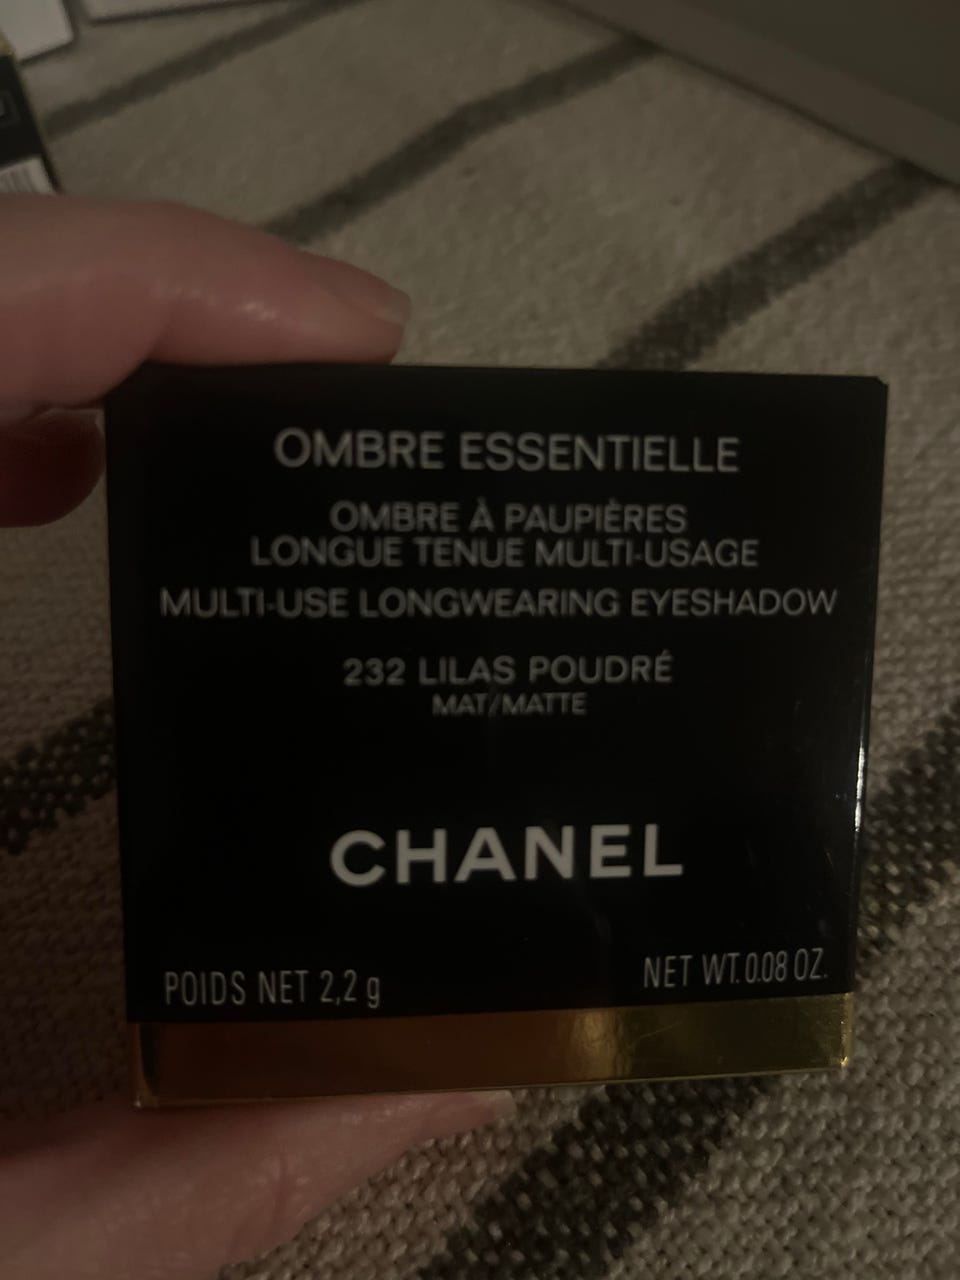 OMBRE ESSENTIELLE
OMBRE À PAUPIÈRES
LONGUE TENUE MULTI-USAGE
MULTI-USE LONGWEARING EYESHADOW
232 LILAS POUDRÉ
MAT/MATTE
CHANEL
POIDS NET 2,2 g
NET WT. 0.08 OZ.